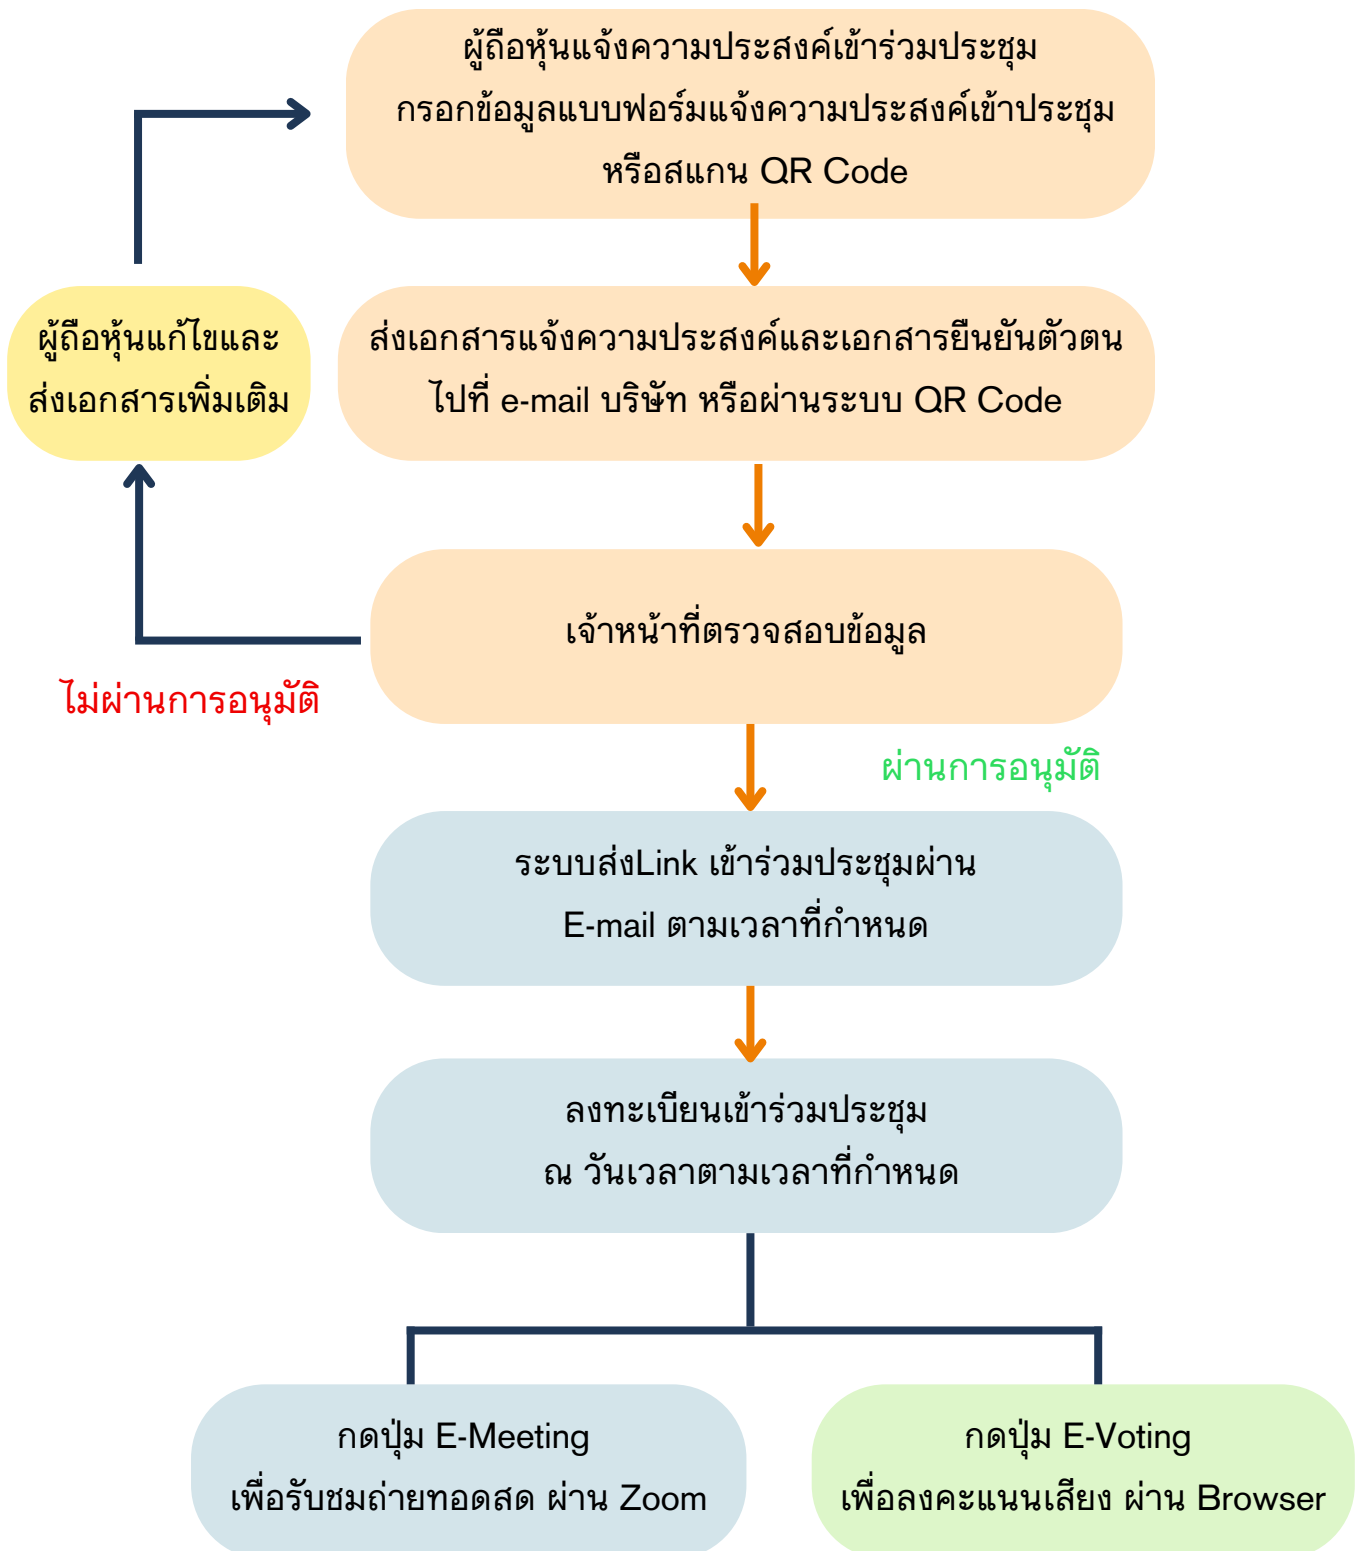 ผู้ถือหุ้นแจ้งความประสงค์เข้าร่วมประชุม
กรอกข้อมูลแบบฟอร์มแจ้งความประสงค์เข้าประชุม
หรือสแกน QR Code
ผู้ถือหุ้นแก้ไขและ
ส่งเอกสารเพิ่มเติม
ส่งเอกสารแจ้งความประสงค์และเอกสารยืนยันตัวตน
ไปที่ e-mail บริษัท หรือผ่านระบบ QR Code
เจ้าหน้าที่ตรวจสอบข้อมูล
ไม่ผ่านการอนุมัติ
ผ่านการอนุมัติ
ระบบส่งLink เข้าร่วมประชุมผ่าน
E-mail ตามเวลาที่กำหนด
ลงทะเบียนเข้าร่วมประชุม
ณ วันเวลาตามเวลาที่กำหนด
กดปุ่ม E-Meeting
เพื่อรับชมถ่ายทอดสด ผ่าน Zoom
กดปุ่ม E-Voting
เพื่อลงคะแนนเสียง ผ่าน Browser